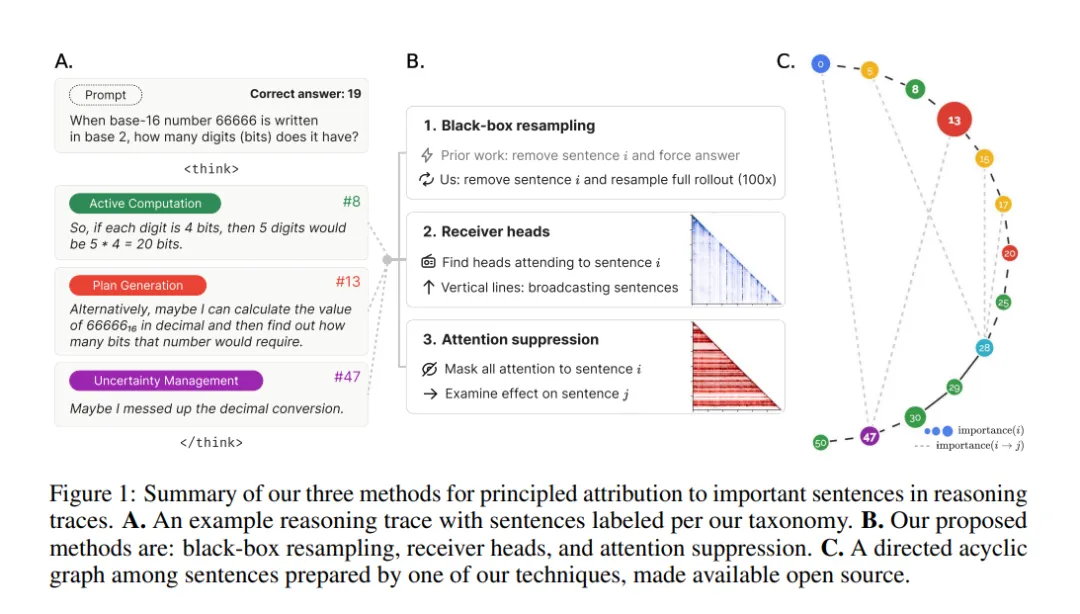 A.
Prompt
Correct answer: 19
When base-16 number 66666 is written
in base 2, how many digits (bits) does it have?
<think>
Active Computation
#8
So, if each digit is 4 bits, then 5 digits would
be 5 * 4 = 20 bits.
Plan Generation
#13
Alternatively, maybe I can calculate the value
of 66666₁₆ in decimal and then find out how
many bits that number would require.
Uncertainty Management
#47
Maybe I messed up the decimal conversion.
</think>
B.
1. Black-box resampling
Prior work: remove sentence i and force answer
Us: remove sentence i and resample full rollout (100x)
2. Receiver heads
Find heads attending to sentence i
Vertical lines: broadcasting sentences
3. Attention suppression
Mask all attention to sentence i
Examine effect on sentence j
C.
0
5
8
13
15
17
20
25
28
29
30
47
50
importance(i)
importance(i → j)
Figure 1: Summary of our three methods for principled attribution to important sentences in reasoning
traces. A. An example reasoning trace with sentences labeled per our taxonomy. B. Our proposed
methods are: black-box resampling, receiver heads, and attention suppression. C. A directed acyclic
graph among sentences prepared by one of our techniques, made available open source.